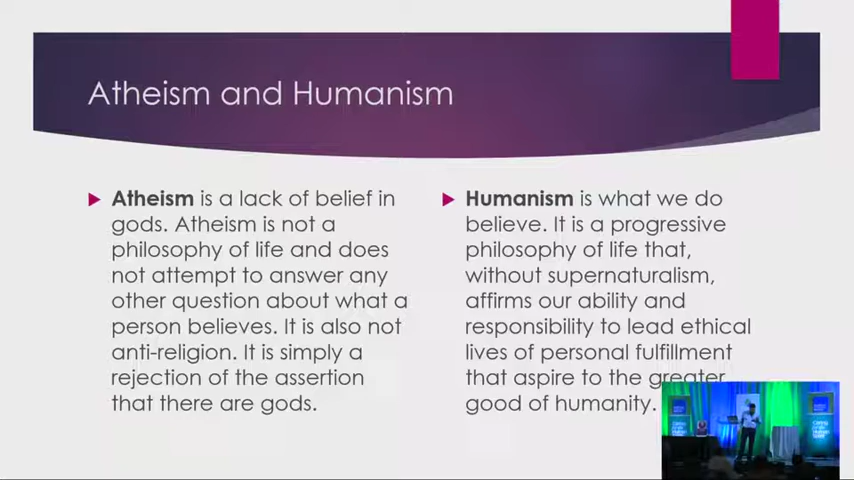 Atheism and Humanism
Atheism is a lack of belief in
gods. Atheism is not a
philosophy of life and does
not attempt to answer any
other question about what a
person believes. It is also not
anti-religion. It is simply a
rejection of the assertion
that there are gods.
Humanism is what we do
believe. It is a progressive
philosophy of life that,
without supernaturalism,
affirms our ability and
responsibility to lead ethical
lives of personal fulfillment
that aspire to the greater
good of humanity.